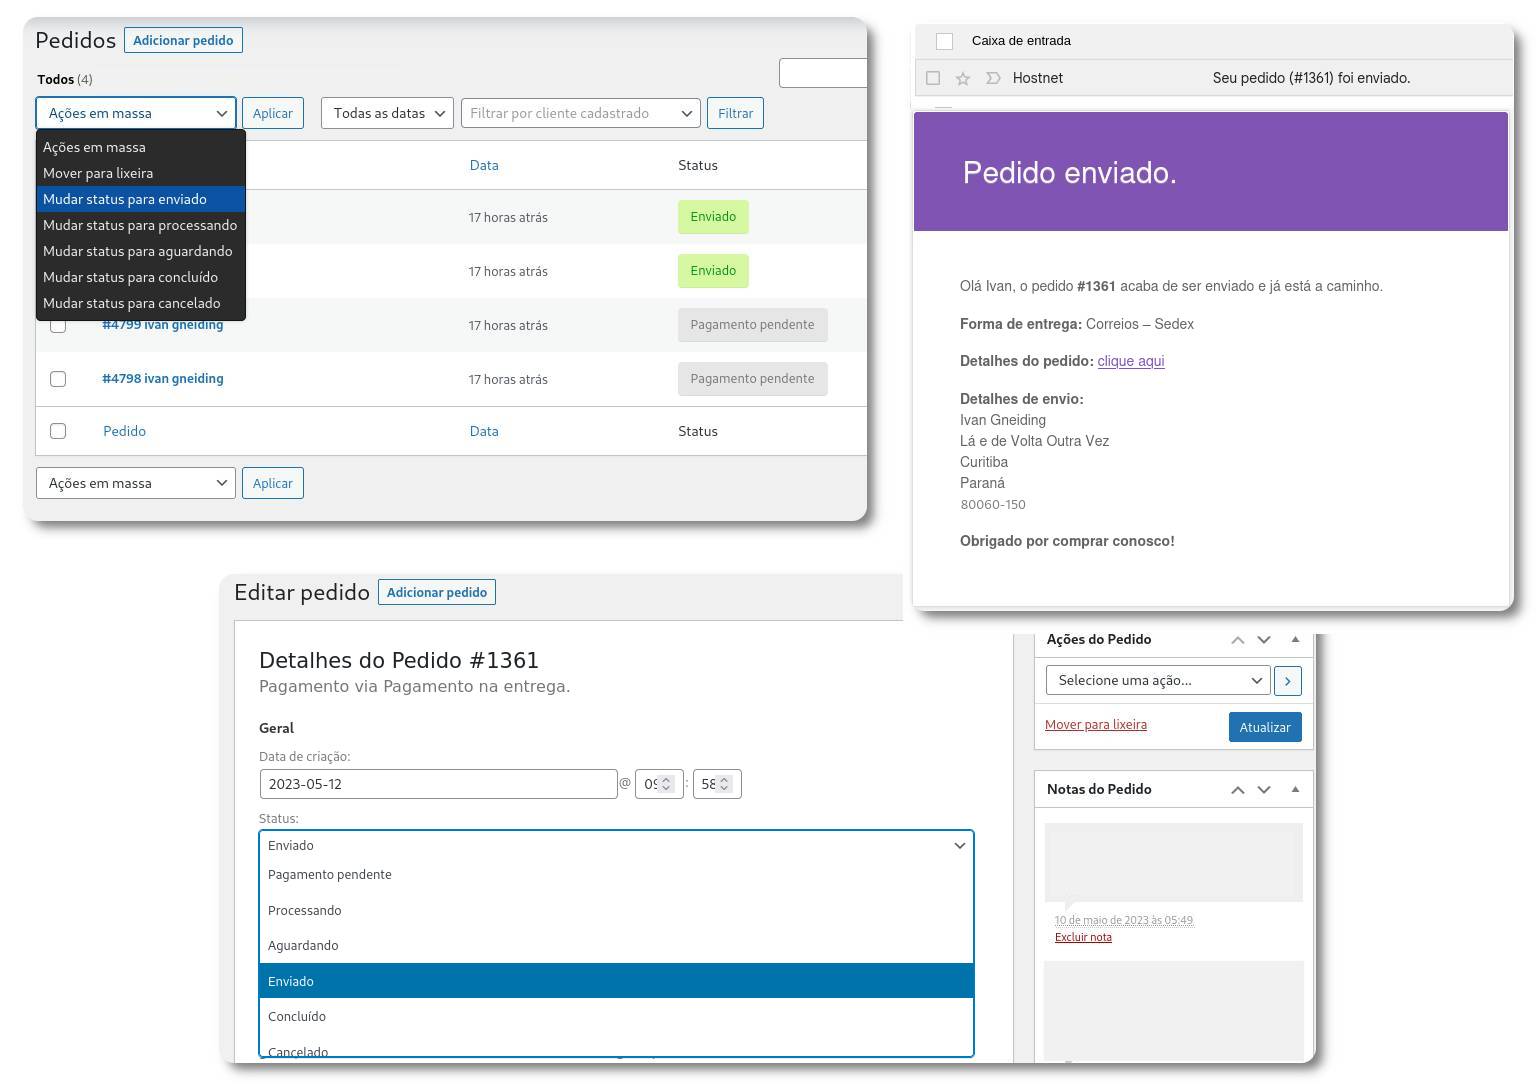 Pedidos Adicionar pedido
Todos (4)
Ações em massa Aplicar Todas as datas Filtrar por cliente cadastrado Filtrar
Ações em massa
Mover para lixeira
Mudar status para enviado
Mudar status para processando
Mudar status para aguardando
Mudar status para concluído
Mudar status para cancelado
Data Status
17 horas atrás Enviado
17 horas atrás Enviado
#4799 ivan gneiding 17 horas atrás Pagamento pendente
#4798 ivan gneiding 17 horas atrás Pagamento pendente
Pedido Data Status
Ações em massa Aplicar
Caixa de entrada
Hostnet Seu pedido (#1361) foi enviado.
Pedido enviado.
Olá Ivan, o pedido #1361 acaba de ser enviado e já está a caminho.
Forma de entrega: Correios – Sedex
Detalhes do pedido: clique aqui
Detalhes de envio:
Ivan Gneiding
Lá e de Volta Outra Vez
Curitiba
Paraná
80060-150
Obrigado por comprar conosco!
Editar pedido Adicionar pedido
Detalhes do Pedido #1361
Pagamento via Pagamento na entrega.
Geral
Data de criação:
2023-05-12 @ 09 : 58
Status:
Enviado
Pagamento pendente
Processando
Aguardando
Enviado
Concluído
Cancelado
Ações do Pedido
Selecione uma ação...
Mover para lixeira Atualizar
Notas do Pedido
10 de maio de 2023 às 05:49
Excluir nota